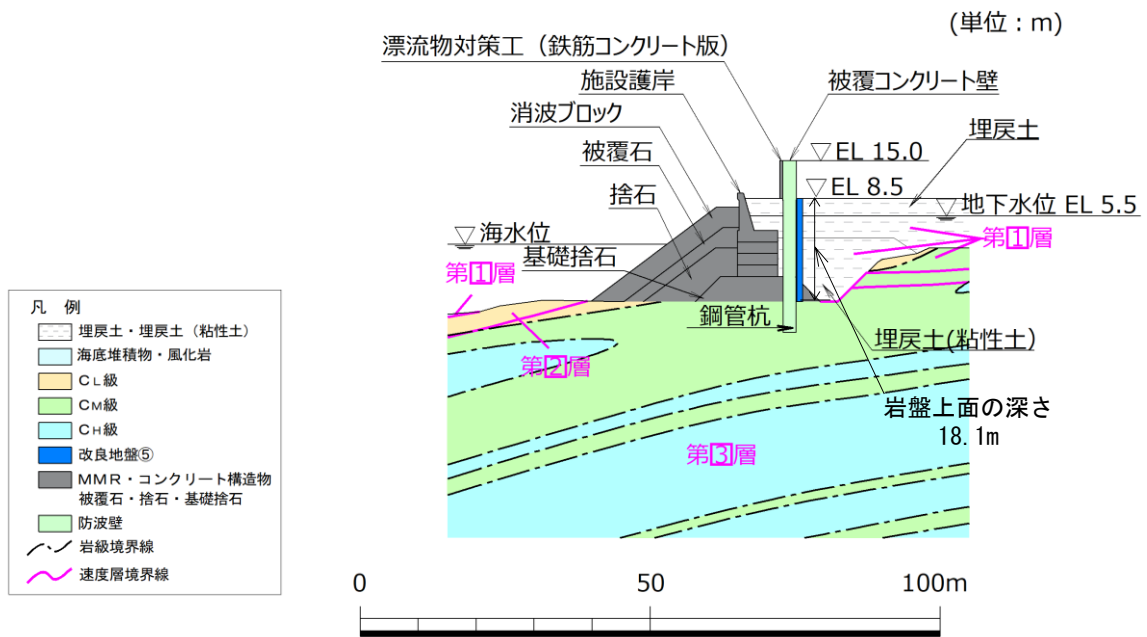 (単位：m)
漂流物対策工（鉄筋コンクリート版）
施設護岸
被覆コンクリート壁
消波ブロック
埋戻土
被覆石
EL 15.0
EL 8.5
捨石
地下水位 EL 5.5
海水位
第1層
基礎捨石
第1層
鋼管杭
埋戻土(粘性土)
第2層
岩盤上面の深さ
18.1m
第3層
凡 例
埋戻土・埋戻土（粘性土）
海底堆積物・風化岩
CL級
CM級
CH級
改良地盤⑤
MMR・コンクリート構造物
被覆石・捨石・基礎捨石
防波壁
岩級境界線
速度層境界線
0 50 100m